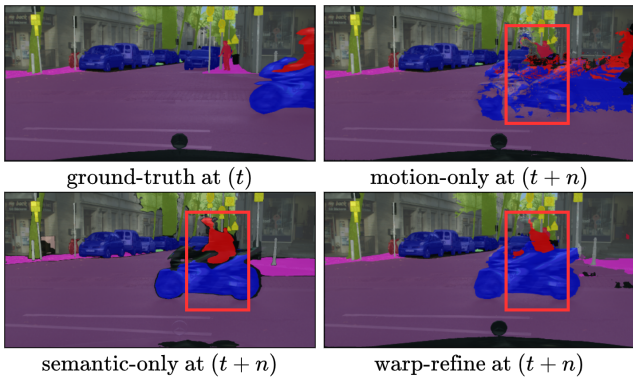 ground-truth at (t)
motion-only at (t + n)
semantic-only at (t + n)
warp-refine at (t + n)